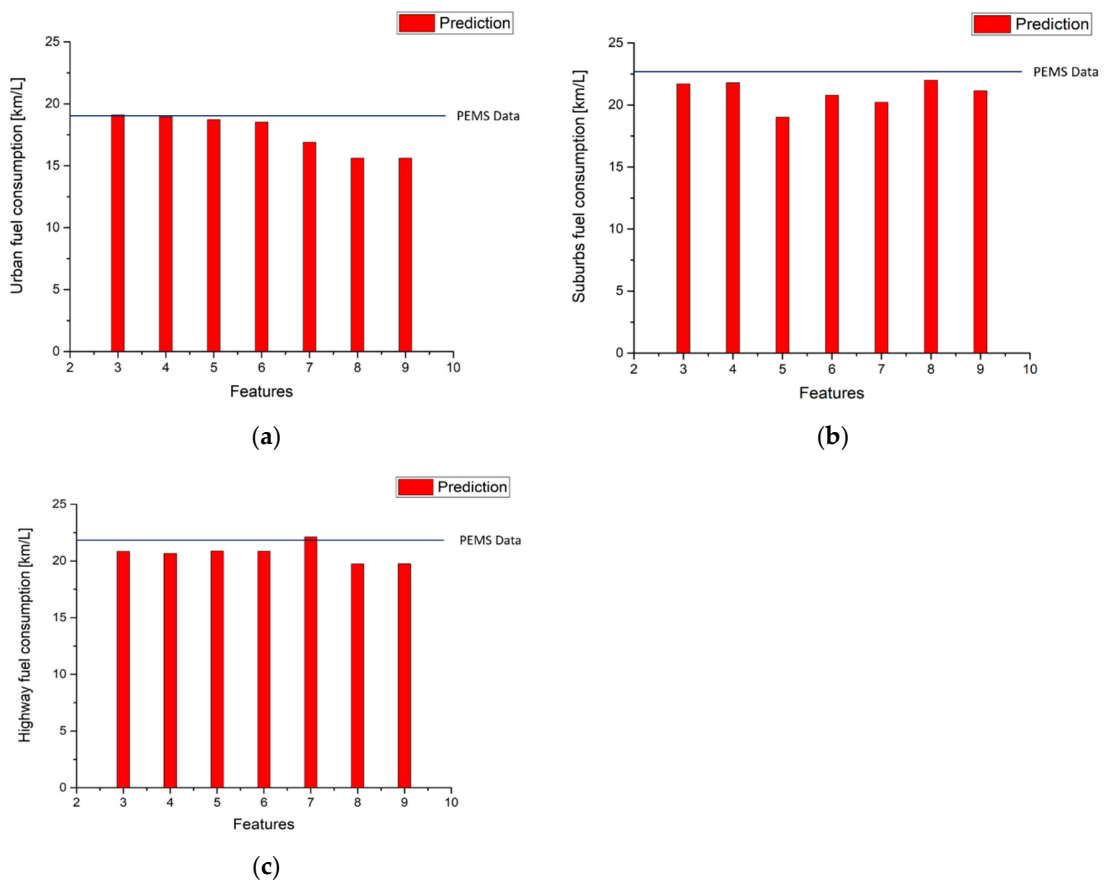 Prediction
25
20
15
10
5
0
Urban fuel consumption [km/L]
PEMS Data
2 3 4 5 6 7 8 9 10
Features
(a)
Prediction
25
20
15
10
5
0
Suburbs fuel consumption [km/L]
PEMS Data
2 3 4 5 6 7 8 9 10
Features
(b)
Prediction
25
20
15
10
5
0
Highway fuel consumption [km/L]
PEMS Data
2 3 4 5 6 7 8 9 10
Features
(c)